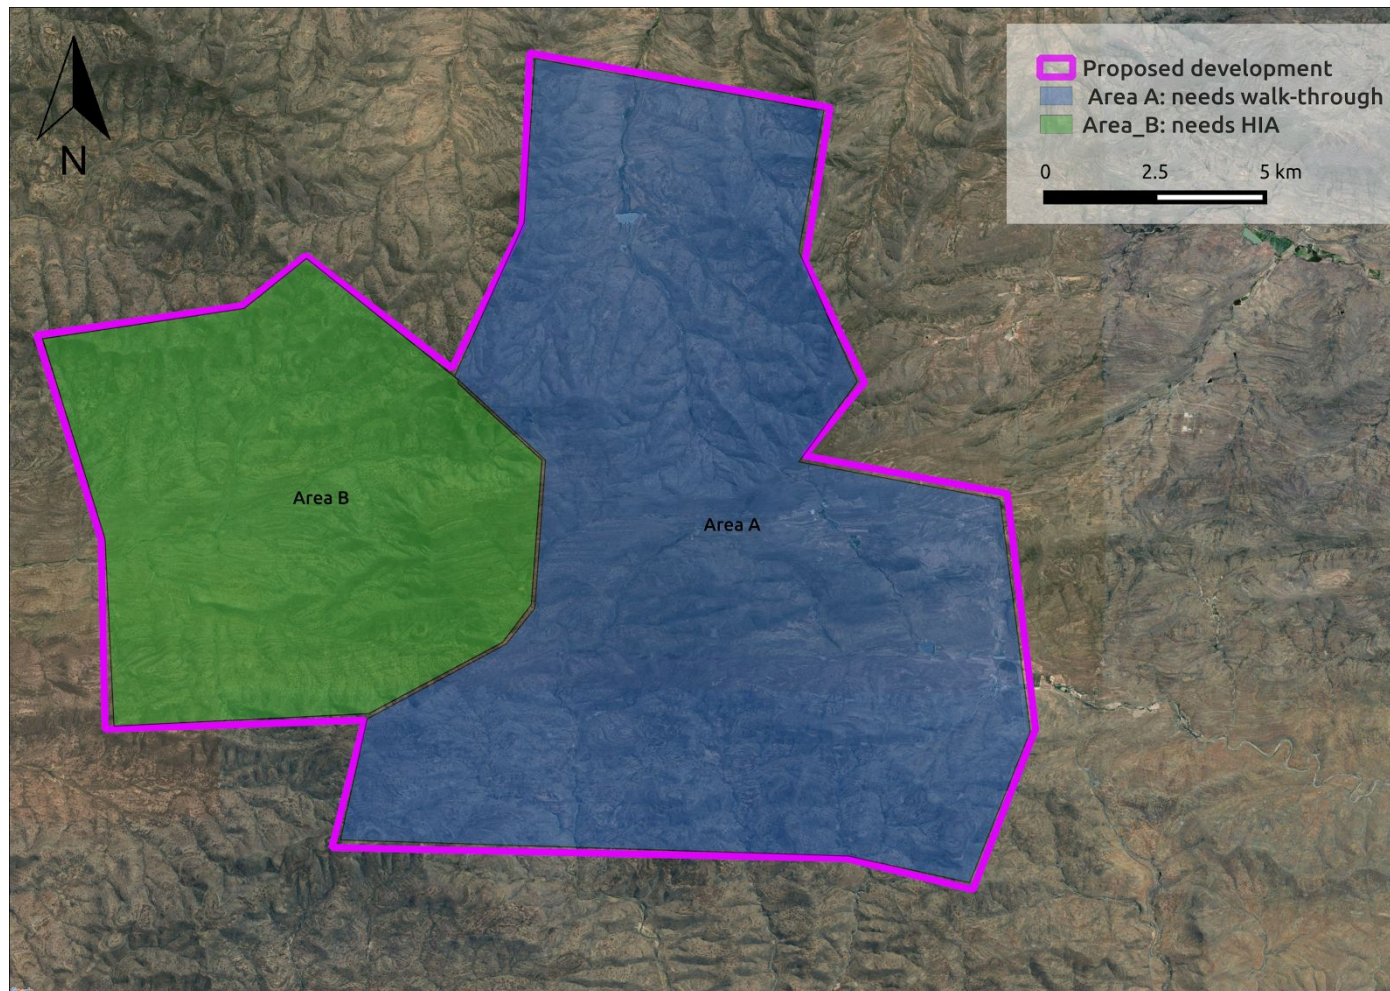 N
Proposed development
Area A: needs walk-through
Area_B: needs HIA
0 2.5 5 km
Area B
Area A